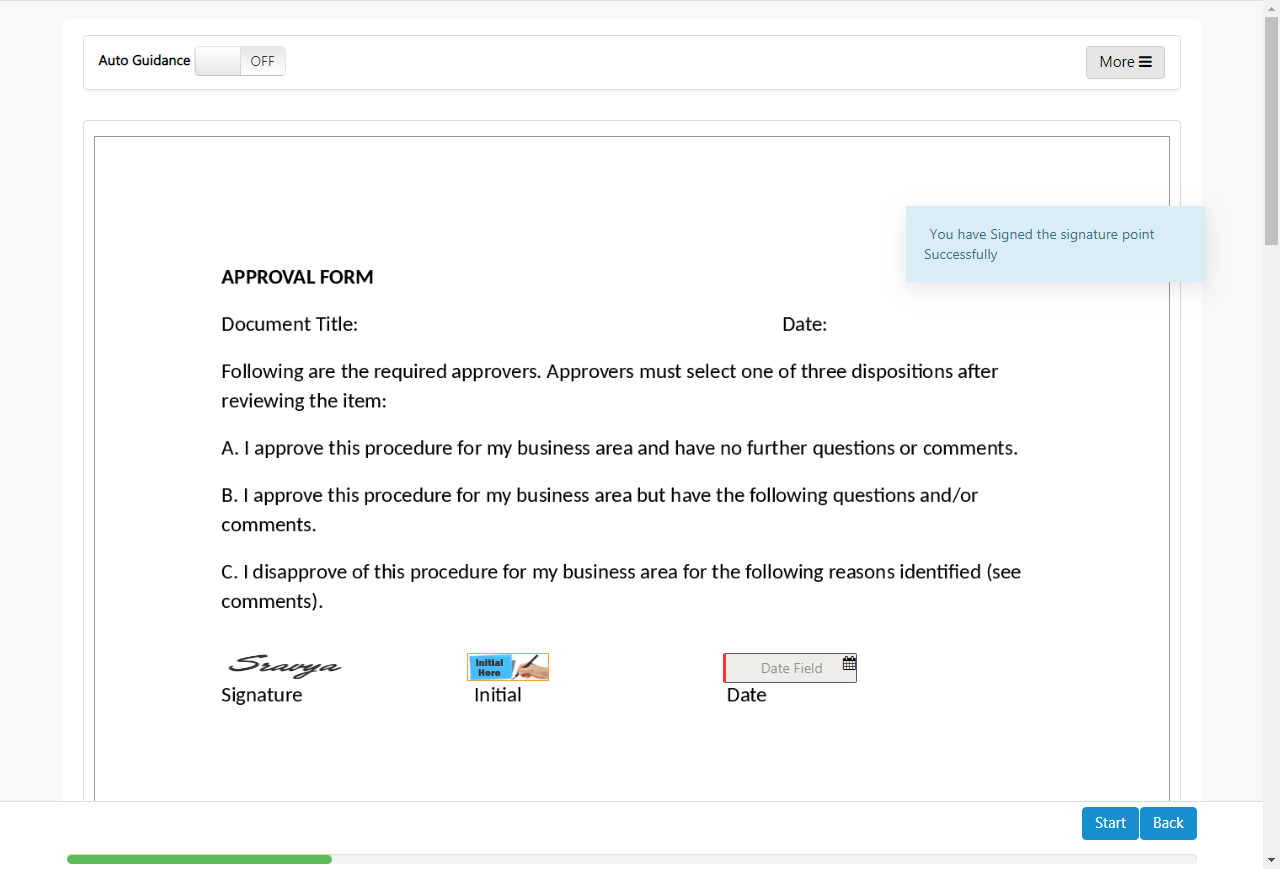 Auto Guidance OFF More
You have Signed the signature point
Successfully
APPROVAL FORM
Document Title: Date:
Following are the required approvers. Approvers must select one of three dispositions after
reviewing the item:
A. I approve this procedure for my business area and have no further questions or comments.
B. I approve this procedure for my business area but have the following questions and/or
comments.
C. I disapprove of this procedure for my business area for the following reasons identified (see
comments).
Sravya
Initial
Here
Date Field
Signature Initial Date
Start Back